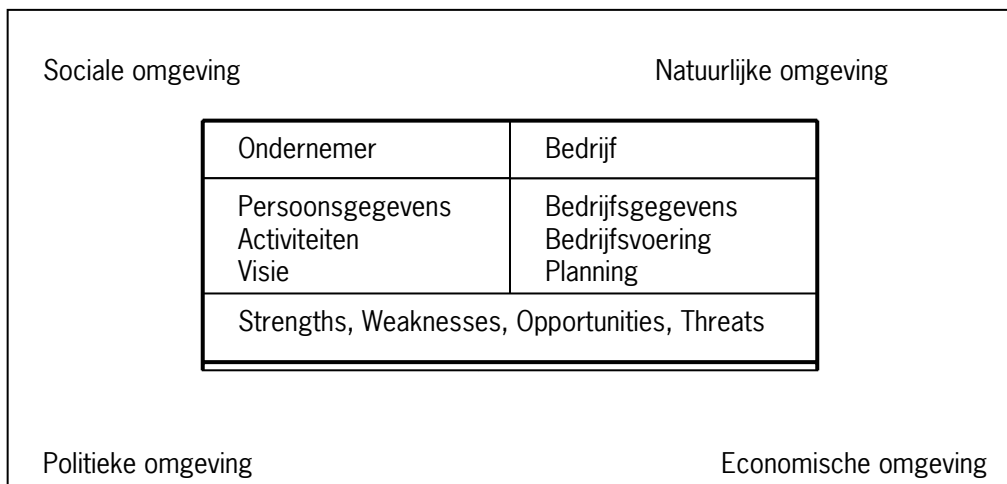 Sociale omgeving
Natuurlijke omgeving
Ondernemer
Bedrijf
Persoonsgegevens
Activiteiten
Visie
Bedrijfsgegevens
Bedrijfsvoering
Planning
Strengths, Weaknesses, Opportunities, Threats
Politieke omgeving
Economische omgeving